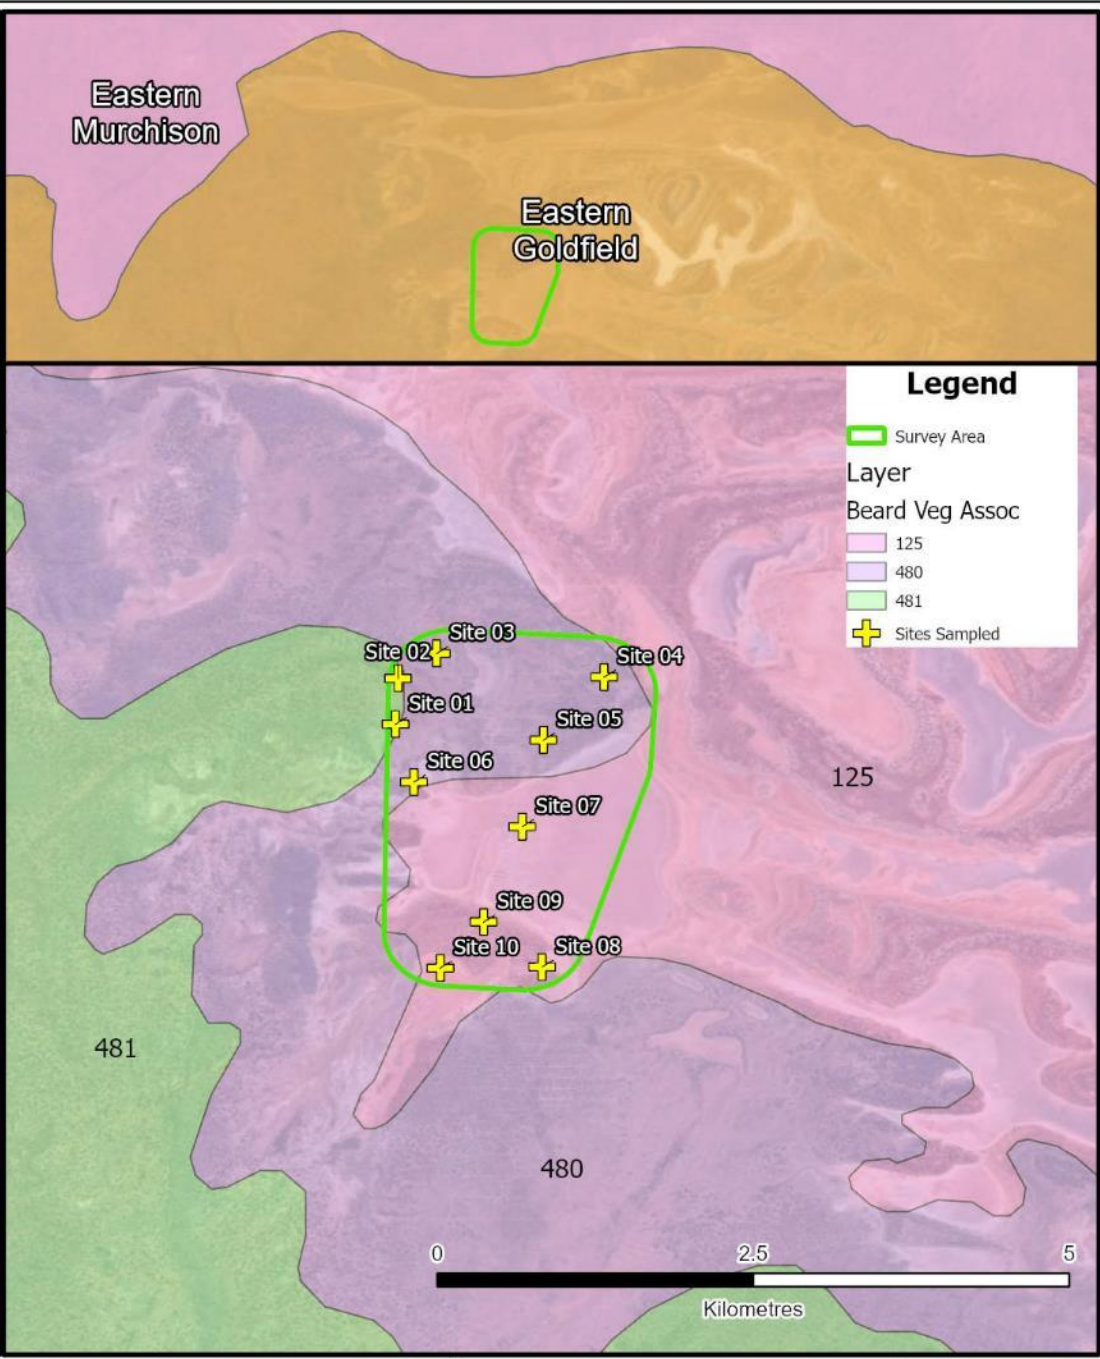 Eastern
Murchison
Eastern
Goldfield
Legend
Survey Area
Layer
Beard Veg Assoc
125
480
481
Sites Sampled
Site 03
Site 02
Site 04
Site 01
Site 05
Site 06
125
Site 07
Site 09
Site 10
Site 08
481
480
0
2.5
5
Kilometres